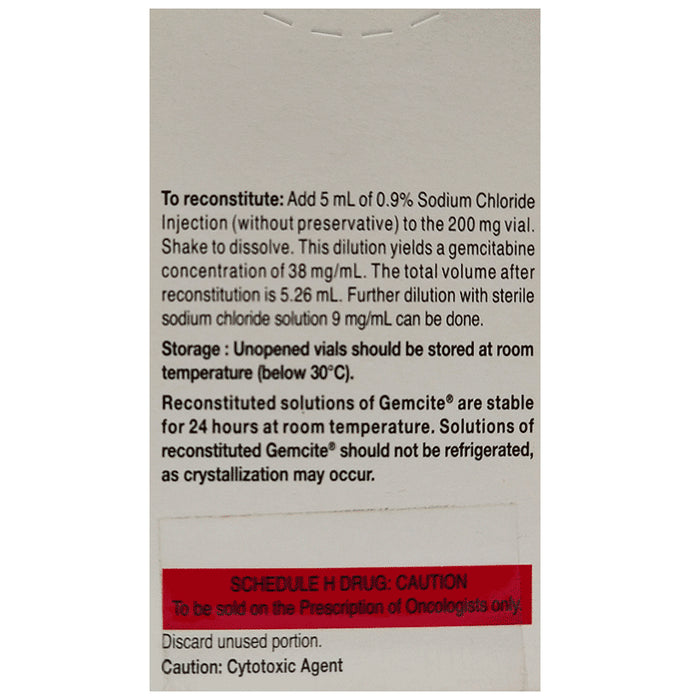 To reconstitute: Add 5 mL of 0.9% Sodium Chloride
Injection (without preservative) to the 200 mg vial.
Shake to dissolve. This dilution yields a gemcitabine
concentration of 38 mg/mL. The total volume after
reconstitution is 5.26 mL. Further dilution with sterile
sodium chloride solution 9 mg/mL can be done.
Storage : Unopened vials should be stored at room
temperature (below 30°C).
Reconstituted solutions of Gemcite® are stable
for 24 hours at room temperature. Solutions of
reconstituted Gemcite® should not be refrigerated,
as crystallization may occur.
SCHEDULE H DRUG: CAUTION
To be sold on the Prescription of Oncologists only.
Discard unused portion.
Caution: Cytotoxic Agent